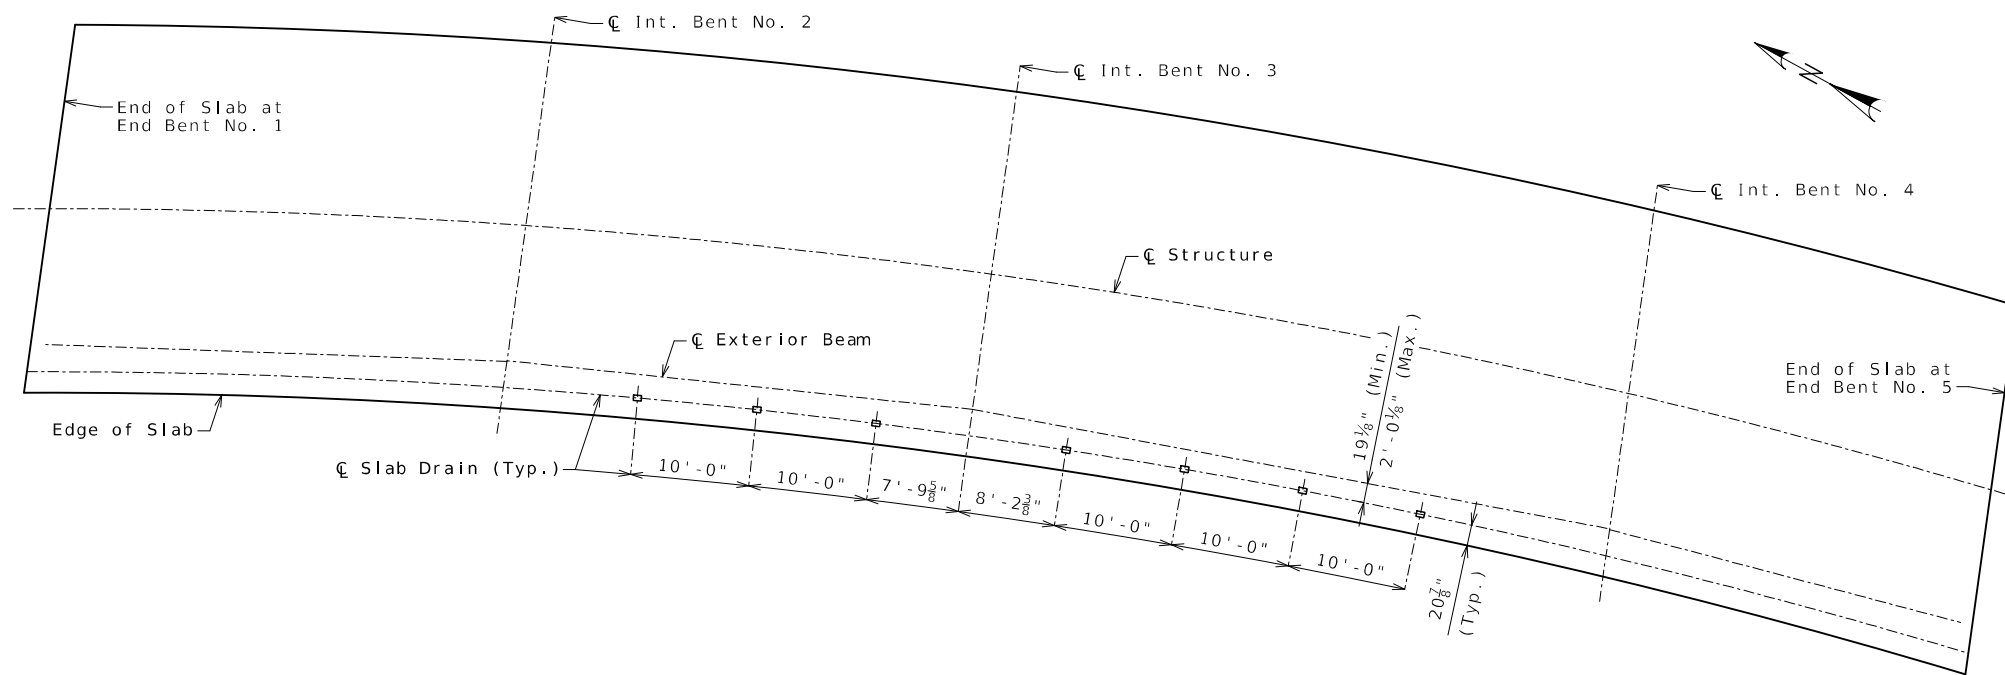 ℄ Int. Bent No. 2
℄ Int. Bent No. 3
N
End of Slab at
End Bent No. 1
℄ Int. Bent No. 4
℄ Structure
℄ Exterior Beam
19⅛" (Min.)
2'-0⅛" (Max.)
End of Slab at
End Bent No. 5
Edge of Slab
℄ Slab Drain (Typ.)
10'-0"
10'-0"
7'-9⅝"
8'-2⅜"
10'-0"
10'-0"
10'-0"
20⅞"
(Typ.)